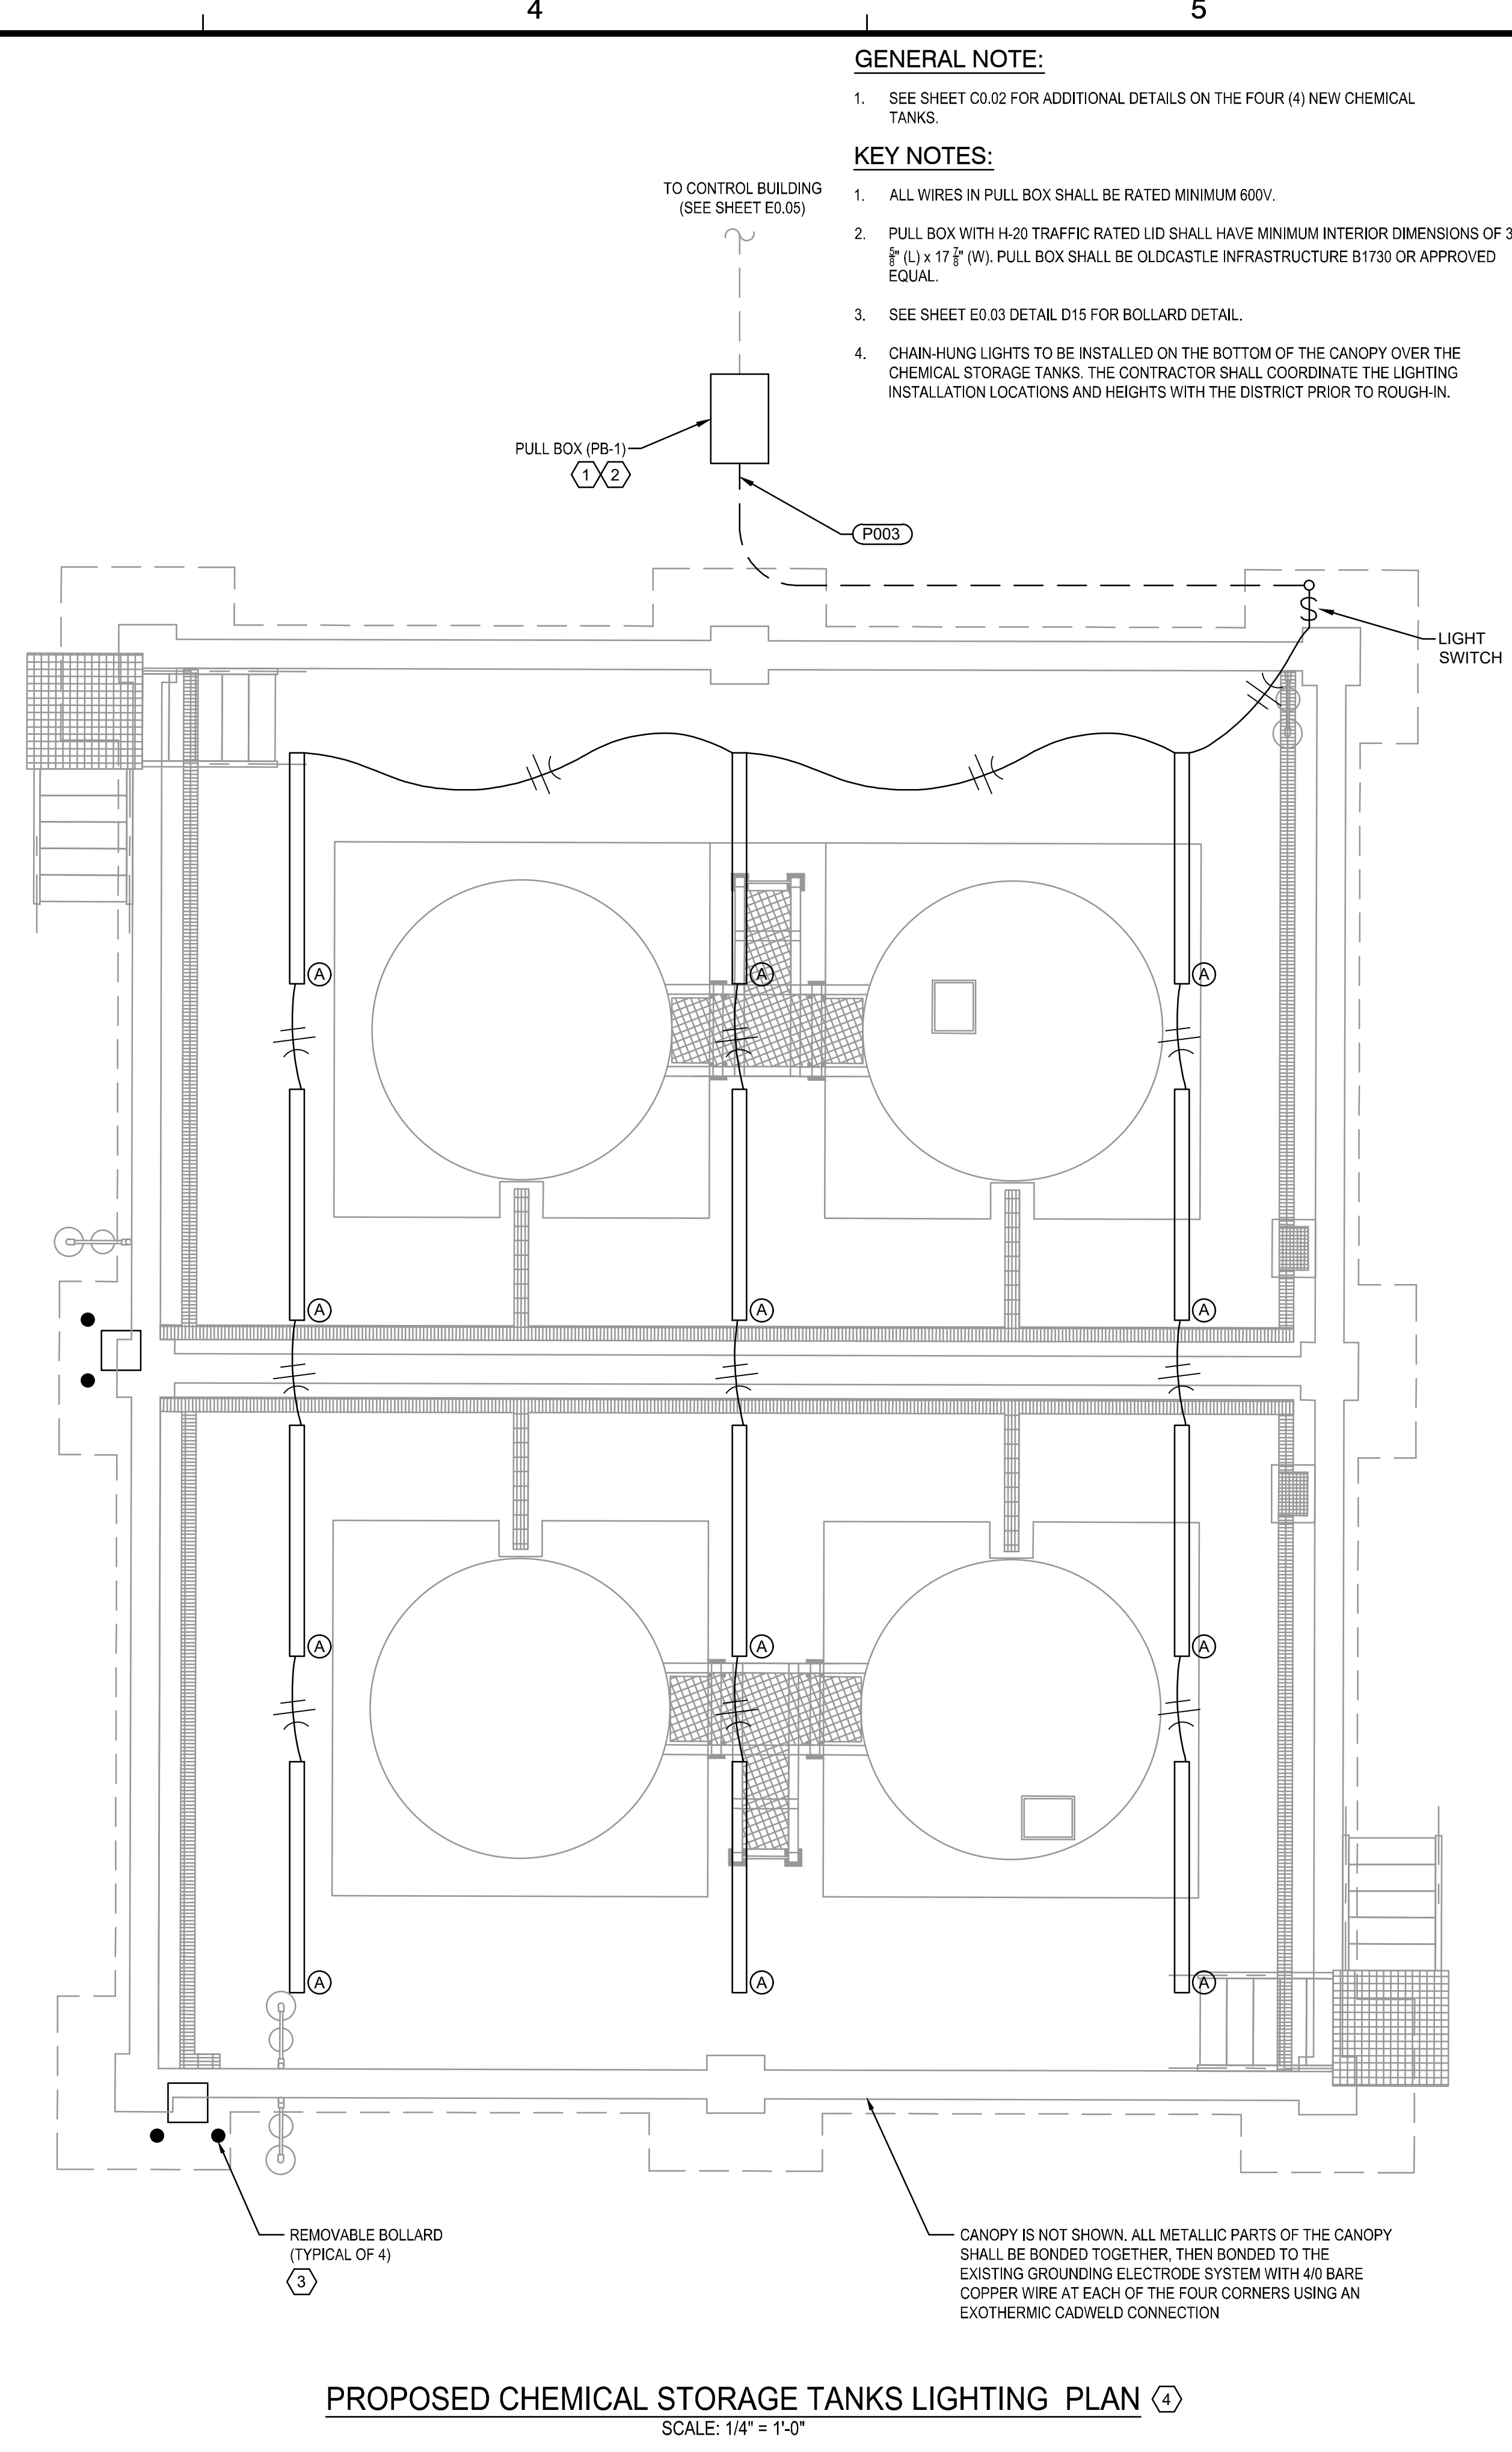 4
5
GENERAL NOTE:
1. SEE SHEET C0.02 FOR ADDITIONAL DETAILS ON THE FOUR (4) NEW CHEMICAL
TANKS.
KEY NOTES:
1. ALL WIRES IN PULL BOX SHALL BE RATED MINIMUM 600V.
2. PULL BOX WITH H-20 TRAFFIC RATED LID SHALL HAVE MINIMUM INTERIOR DIMENSIONS OF 3
5/8" (L) x 17 7/8" (W). PULL BOX SHALL BE OLDCASTLE INFRASTRUCTURE B1730 OR APPROVED
EQUAL.
3. SEE SHEET E0.03 DETAIL D15 FOR BOLLARD DETAIL.
4. CHAIN-HUNG LIGHTS TO BE INSTALLED ON THE BOTTOM OF THE CANOPY OVER THE
CHEMICAL STORAGE TANKS. THE CONTRACTOR SHALL COORDINATE THE LIGHTING
INSTALLATION LOCATIONS AND HEIGHTS WITH THE DISTRICT PRIOR TO ROUGH-IN.
TO CONTROL BUILDING
(SEE SHEET E0.05)
PULL BOX (PB-1)
1 2
P003
$
LIGHT
SWITCH
A A A
A A A
A A A
A A A
REMOVABLE BOLLARD
(TYPICAL OF 4)
3
CANOPY IS NOT SHOWN. ALL METALLIC PARTS OF THE CANOPY
SHALL BE BONDED TOGETHER, THEN BONDED TO THE
EXISTING GROUNDING ELECTRODE SYSTEM WITH 4/0 BARE
COPPER WIRE AT EACH OF THE FOUR CORNERS USING AN
EXOTHERMIC CADWELD CONNECTION
PROPOSED CHEMICAL STORAGE TANKS LIGHTING PLAN 4
SCALE: 1/4" = 1'-0"